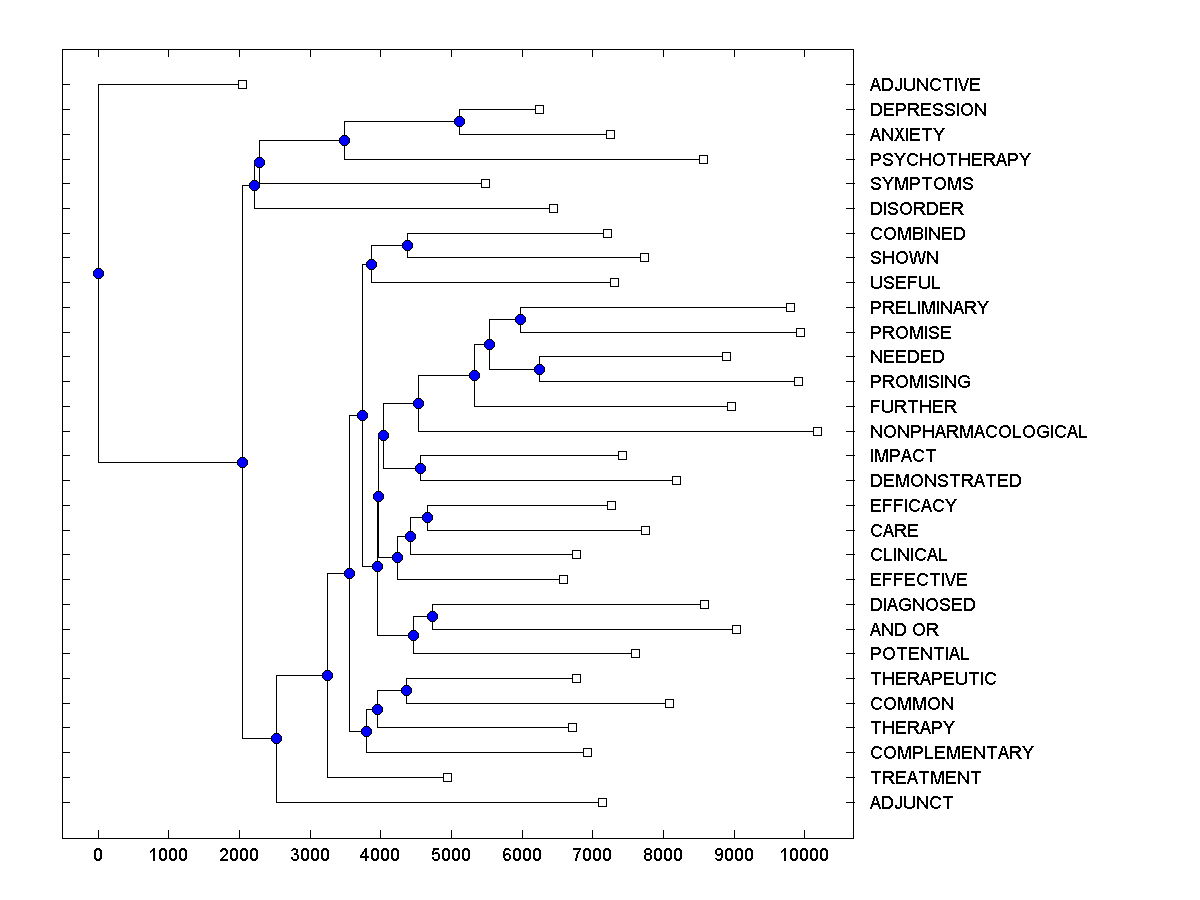 ADJUNCTIVE
DEPRESSION
ANXIETY
PSYCHOTHERAPY
SYMPTOMS
DISORDER
COMBINED
SHOWN
USEFUL
PRELIMINARY
PROMISE
NEEDED
PROMISING
FURTHER
NONPHARMACOLOGICAL
IMPACT
DEMONSTRATED
EFFICACY
CARE
CLINICAL
EFFECTIVE
DIAGNOSED
AND OR
POTENTIAL
THERAPEUTIC
COMMON
THERAPY
COMPLEMENTARY
TREATMENT
ADJUNCT
0 1000 2000 3000 4000 5000 6000 7000 8000 9000 10000